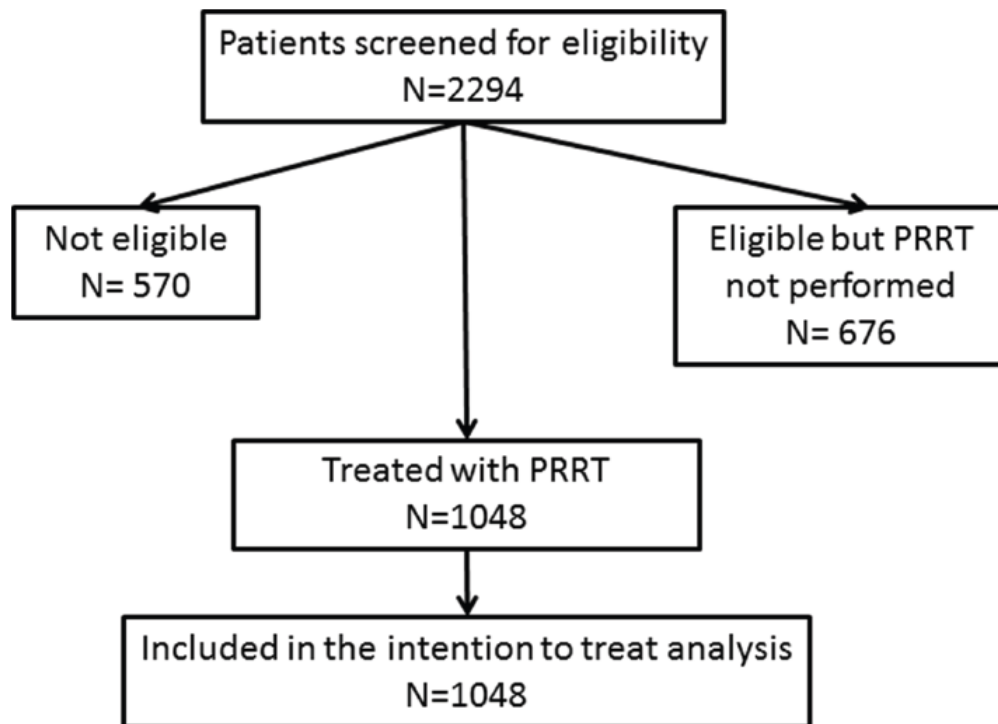 Patients screened for eligibility
N=2294
Not eligible
N= 570
Eligible but PRRT
not performed
N= 676
Treated with PRRT
N=1048
Included in the intention to treat analysis
N=1048